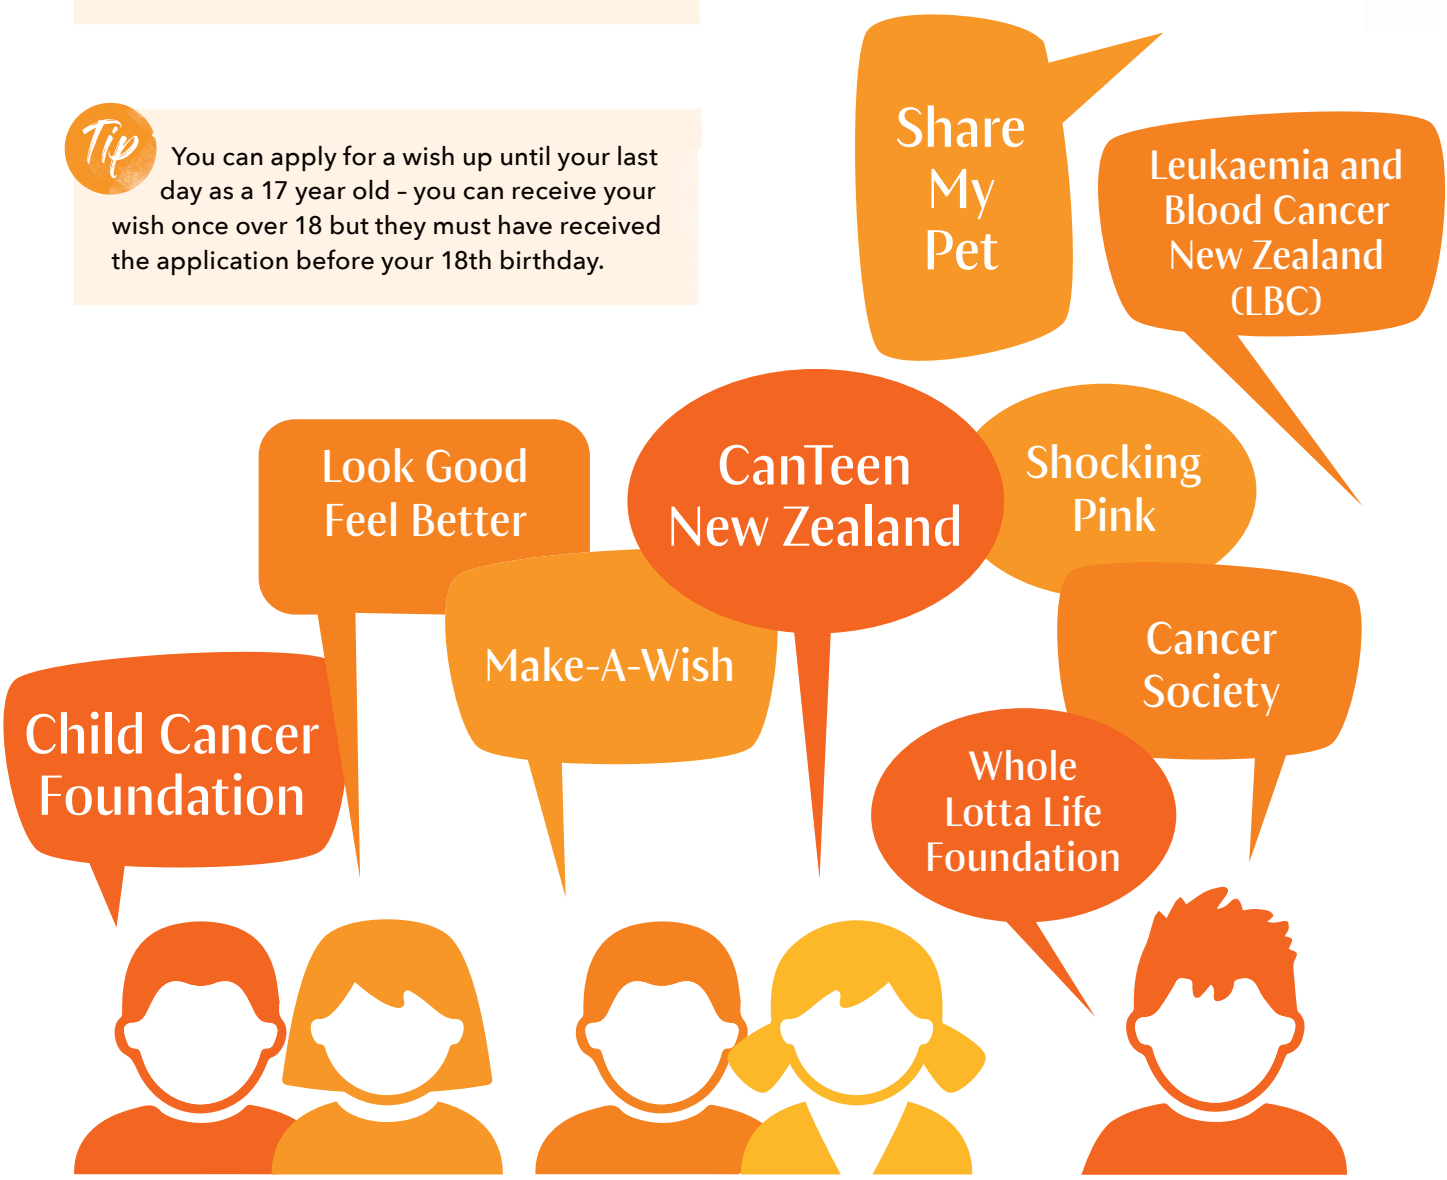 Tip
You can apply for a wish up until your last
day as a 17 year old – you can receive your
wish once over 18 but they must have received
the application before your 18th birthday.
Share
My
Pet
Leukaemia and
Blood Cancer
New Zealand
(LBC)
Look Good
Feel Better
CanTeen
New Zealand
Shocking
Pink
Make-A-Wish
Cancer
Society
Child Cancer
Foundation
Whole
Lotta Life
Foundation